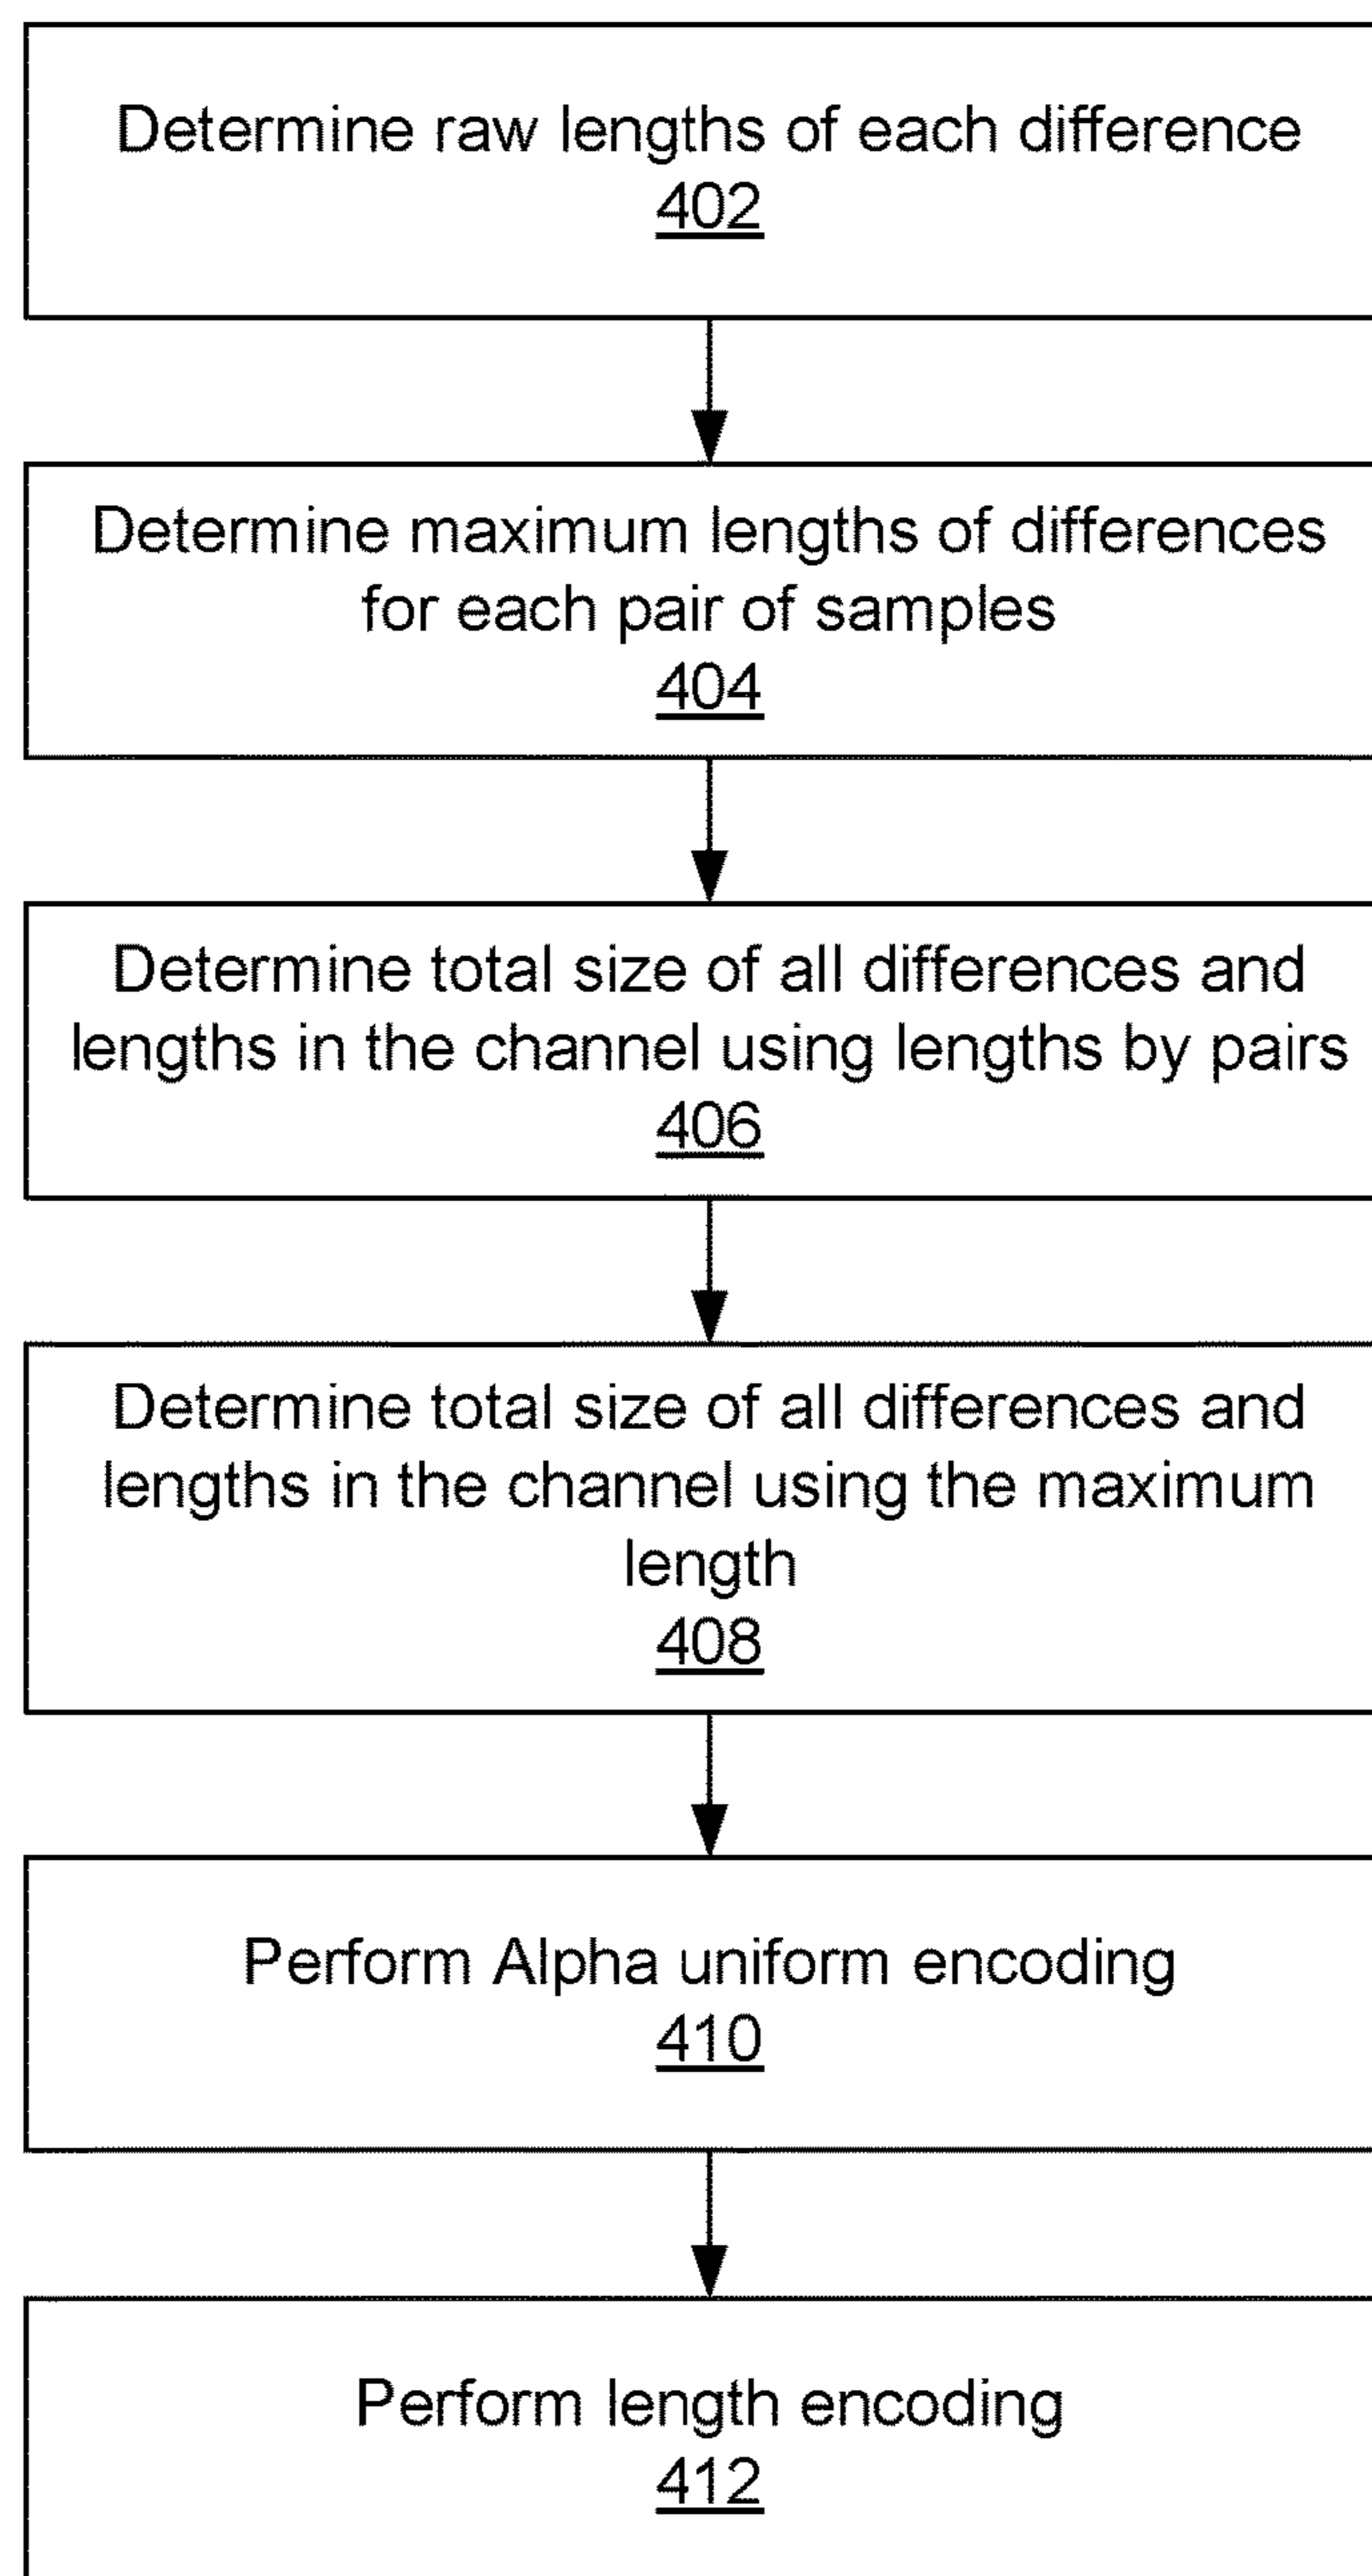 Determine raw lengths of each difference
402
Determine maximum lengths of differences
for each pair of samples
404
Determine total size of all differences and
lengths in the channel using lengths by pairs
406
Determine total size of all differences and
lengths in the channel using the maximum
length
408
Perform Alpha uniform encoding
410
Perform length encoding
412